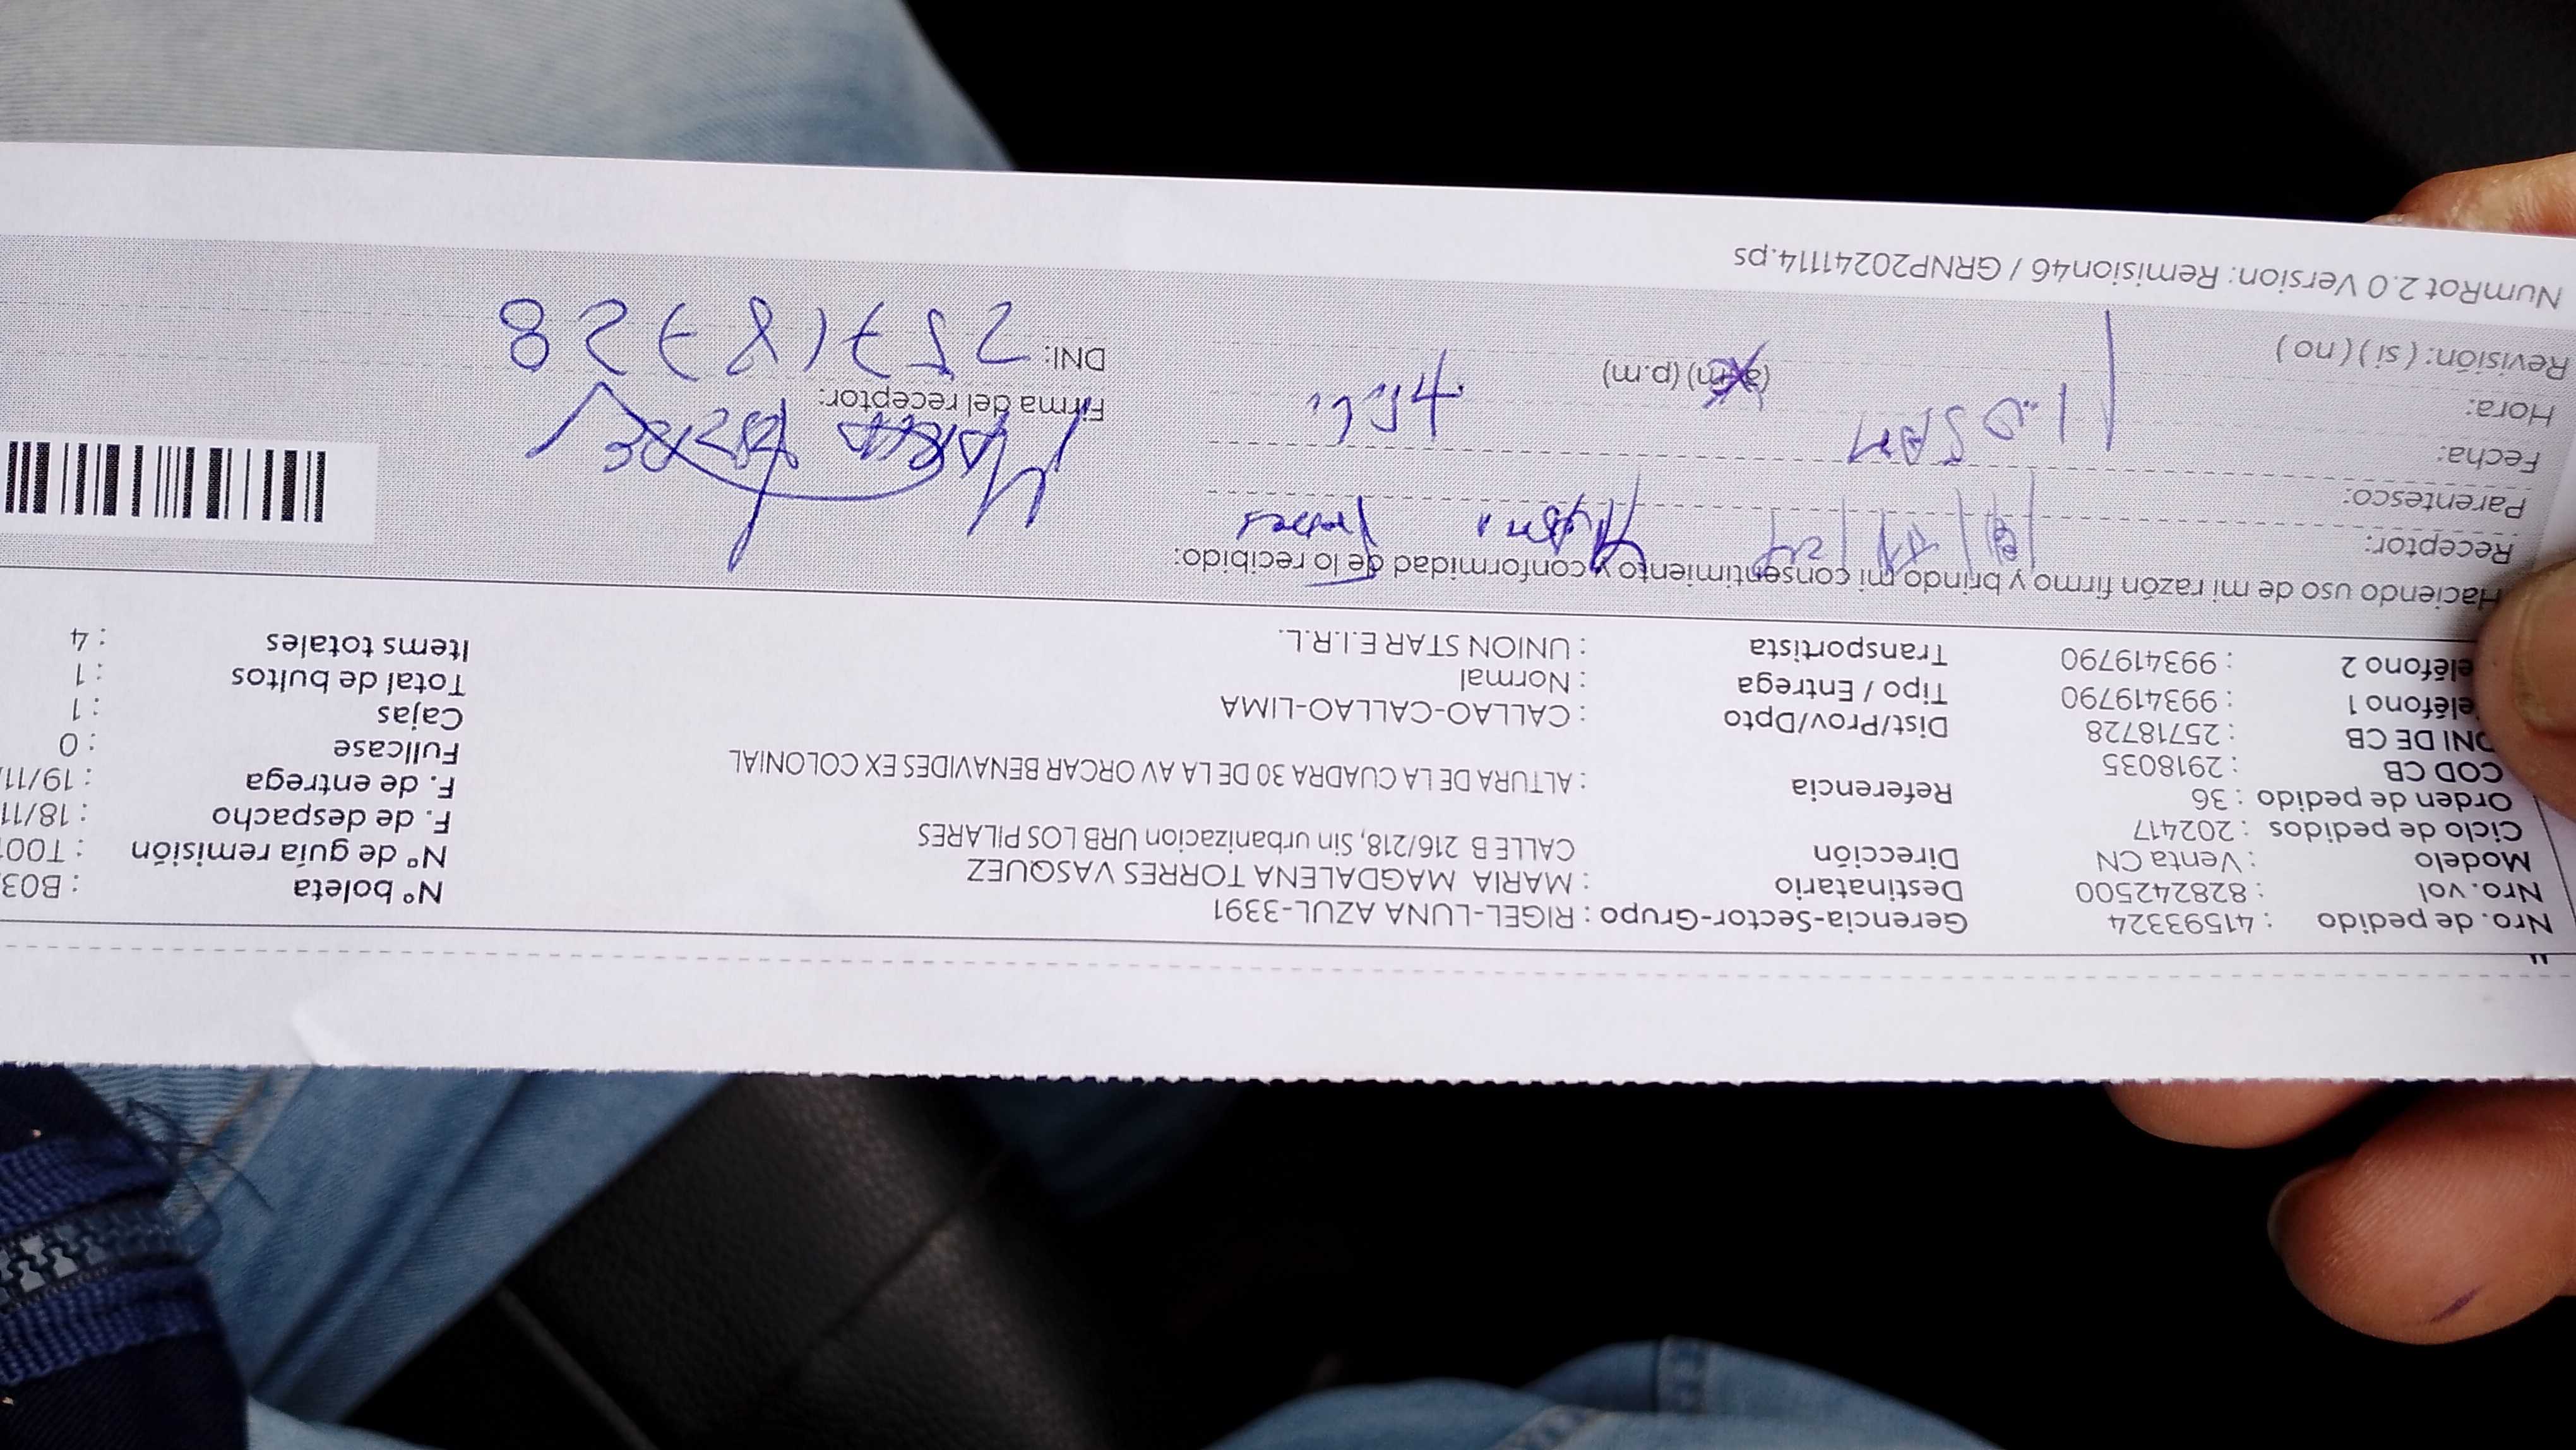 Nro. de pedido : 41593324 Gerencia-Sector-Grupo : RIGEL-LUNA AZUL-3391 Nº boleta : B03
Nro. vol : 828242500 Destinatario : MARIA MAGDALENA TORRES VASQUEZ Nº de guía remisión : T001
Modelo : Venta CN Dirección CALLE B 216/218, Sin urbanizacion URB LOS PILARES F. de despacho : 18/11
Ciclo de pedidos : 202417 Referencia : ALTURA DE LA CUADRA 30 DE LA AV ORCAR BENAVIDES EX COLONIAL F. de entrega : 19/11/
Orden de pedido : 36 Dist/Prov/Dpto : CALLAO-CALLAO-LIMA Fullcase : 0
COD CB : 2918035 Tipo / Entrega : Normal Cajas : 1
DNI DE CB : 25718728 Transportista : UNION STAR E.I.R.L. Total de bultos : 1
eléfono 1 : 993419790 Items totales : 4
eléfono 2 : 993419790
Haciendo uso de mi razón firmo y brindo mi consentimiento y conformidad de lo recibido:
Receptor:
Parentesco:
Fecha:
Hora: (a.m) (p.m) Firma del receptor:
Revisión: ( si ) ( no ) DNI: 25718728
NumRot 2.0 Version: Remision46 / GRNP20241114.ps